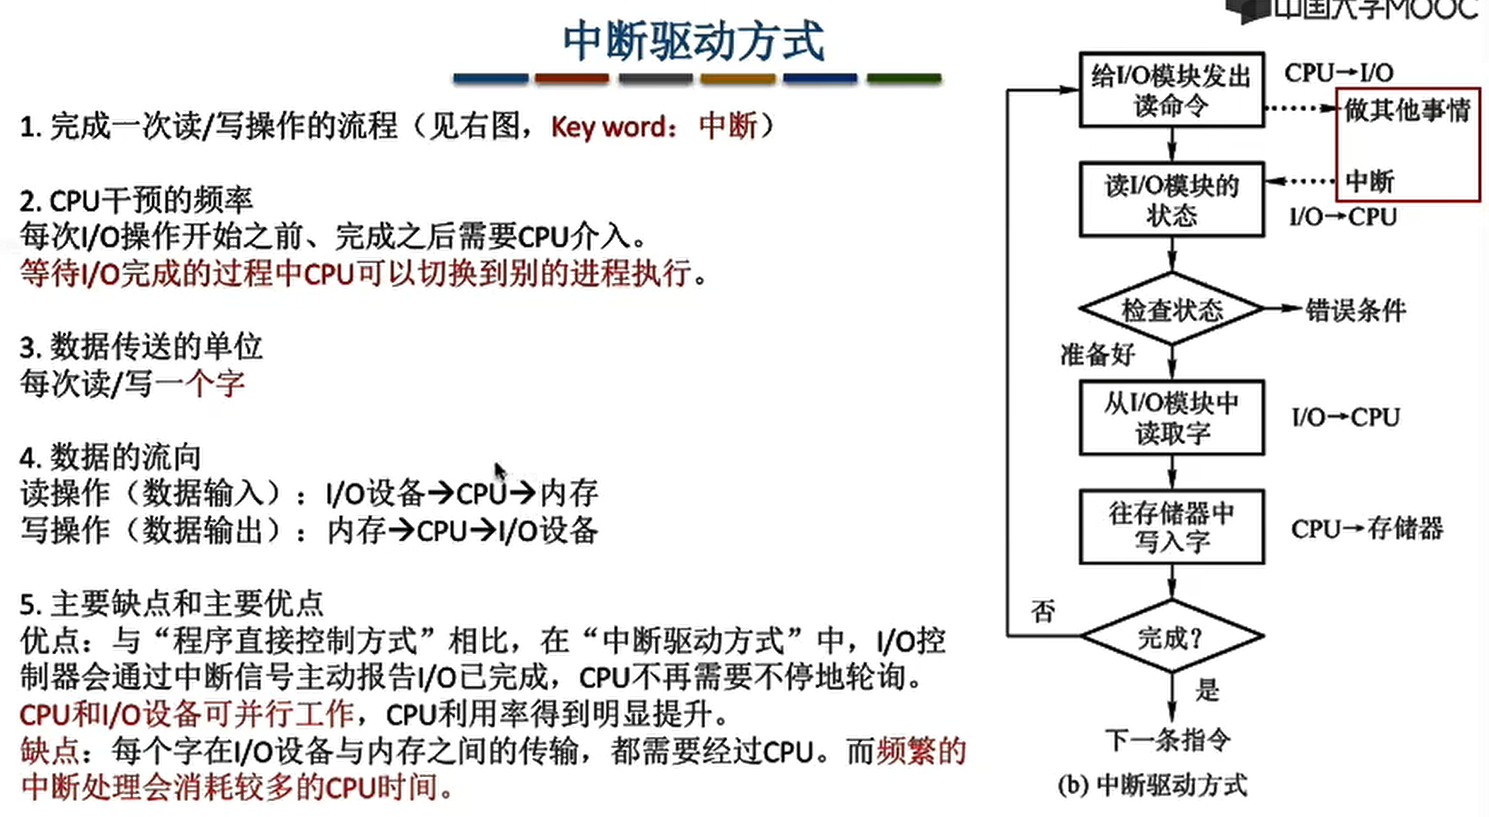 中国大学MOOC
中断驱动方式
1. 完成一次读/写操作的流程（见右图，Key word：中断）
2. CPU干预的频率
每次I/O操作开始之前、完成之后需要CPU介入。
等待I/O完成的过程中CPU可以切换到别的进程执行。
3. 数据传送的单位
每次读/写一个字
4. 数据的流向
读操作（数据输入）：I/O设备→CPU→内存
写操作（数据输出）：内存→CPU→I/O设备
5. 主要缺点和主要优点
优点：与“程序直接控制方式”相比，在“中断驱动方式”中，I/O控
制器会通过中断信号主动报告I/O已完成，CPU不再需要不停地轮询。
CPU和I/O设备可并行工作，CPU利用率得到明显提升。
缺点：每个字在I/O设备与内存之间的传输，都需要经过CPU。而频繁的
中断处理会消耗较多的CPU时间。
给I/O模块发出
读命令
CPU→I/O
做其他事情
读I/O模块的
状态
中断
I/O→CPU
检查状态
错误条件
准备好
从I/O模块中
读取字
I/O→CPU
往存储器中
写入字
CPU→存储器
否
完成？
是
下一条指令
(b) 中断驱动方式